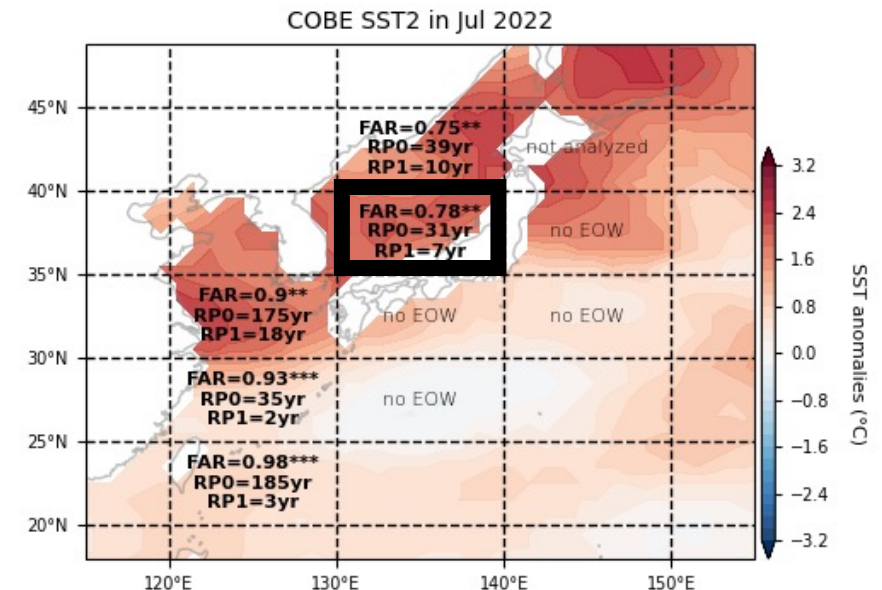 COBE SST2 in Jul 2022
45°N
40°N
35°N
30°N
25°N
20°N
FAR=0.75**
RP0=39yr
RP1=10yr
not analyzed
FAR=0.78**
RP0=31yr
RP1=7yr
no EOW
FAR=0.9**
RP0=175yr
RP1=18yr
no EOW
no EOW
FAR=0.93***
RP0=35yr
RP1=2yr
no EOW
FAR=0.98***
RP0=185yr
RP1=3yr
120°E
130°E
140°E
150°E
3.2
2.4
1.6
0.8
0.0
−0.8
−1.6
−2.4
−3.2
SST anomalies (°C)